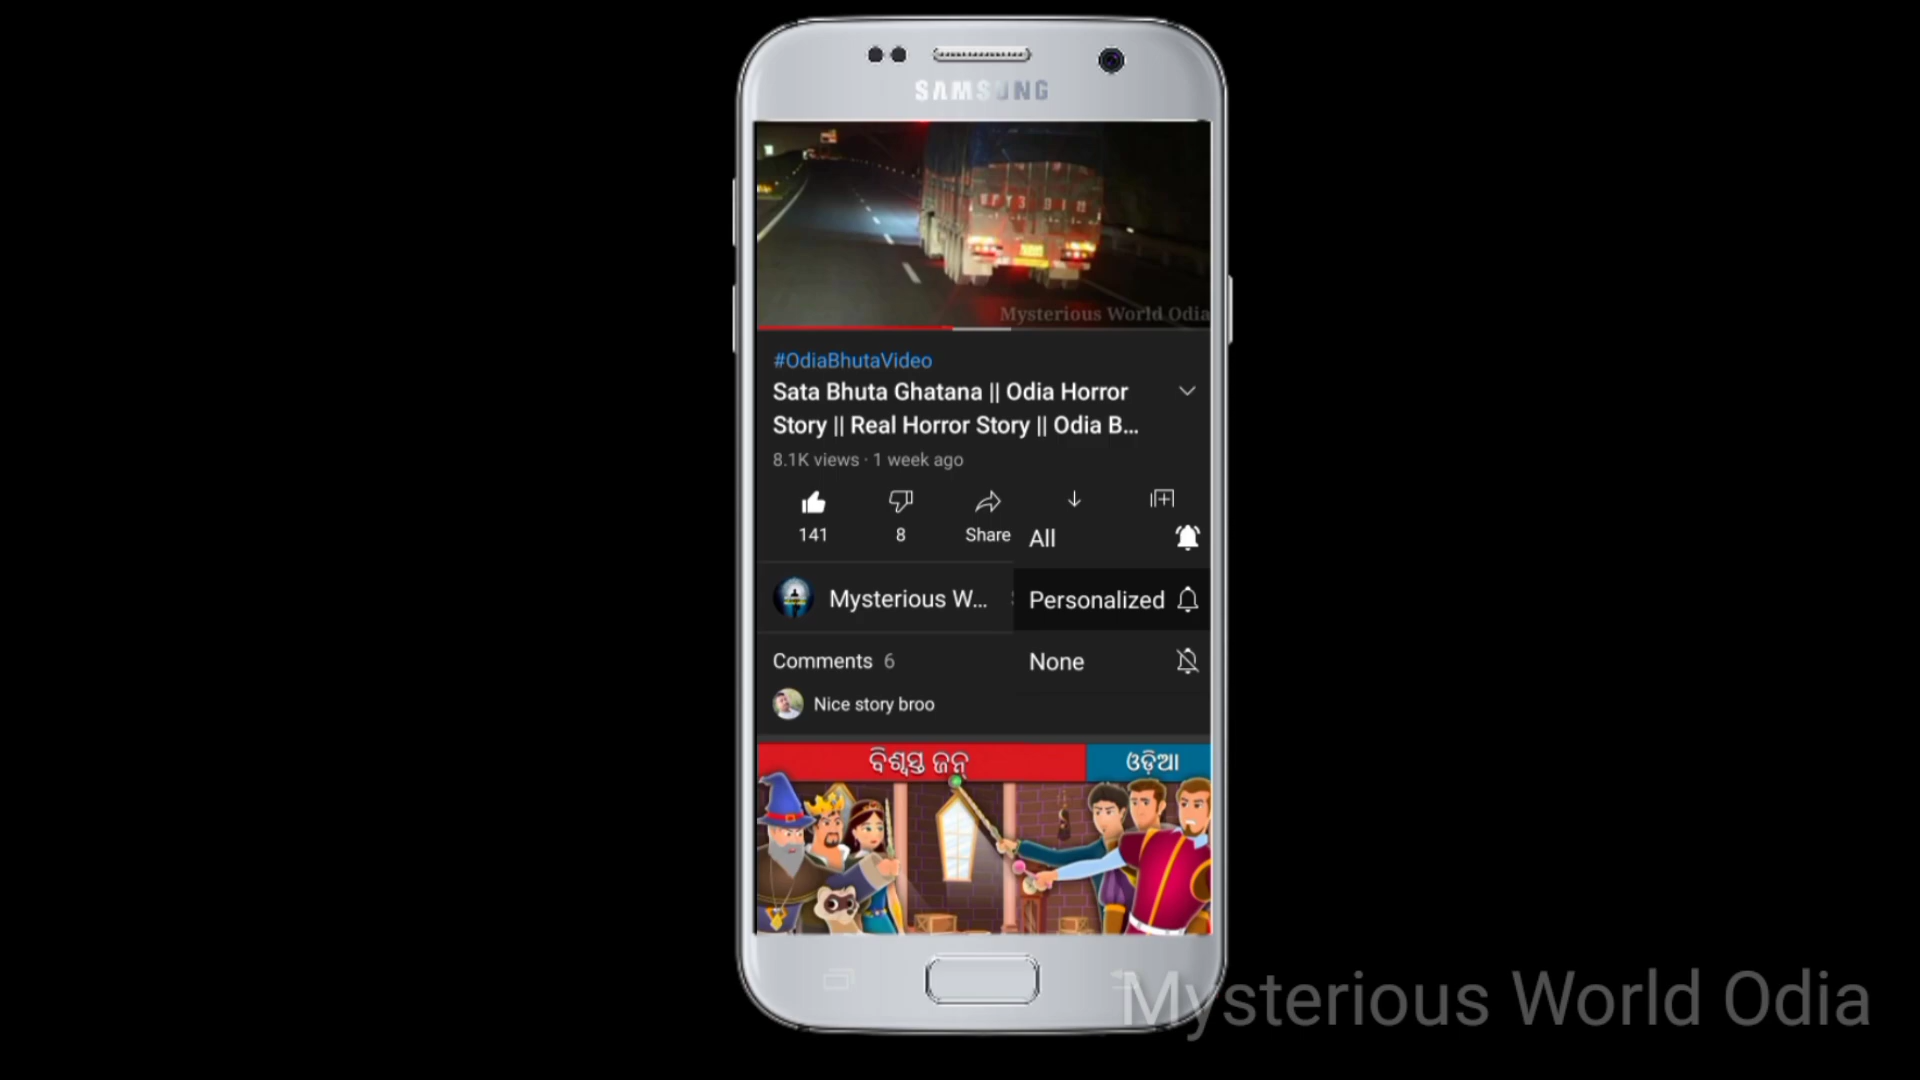 SAMSUNG
Mysterious World Odia
#OdiaBhutaVideo
Sata Bhuta Ghatana || Odia Horror
Story || Real Horror Story || Odia B...
8.1K views · 1 week ago
141
8
Share
All
Mysterious W...
Personalized
Comments 6
None
Nice story broo
ବିଶ୍ୱସ୍ତ ଜନ୍
ଓଡ଼ିଆ
Mysterious World Odia